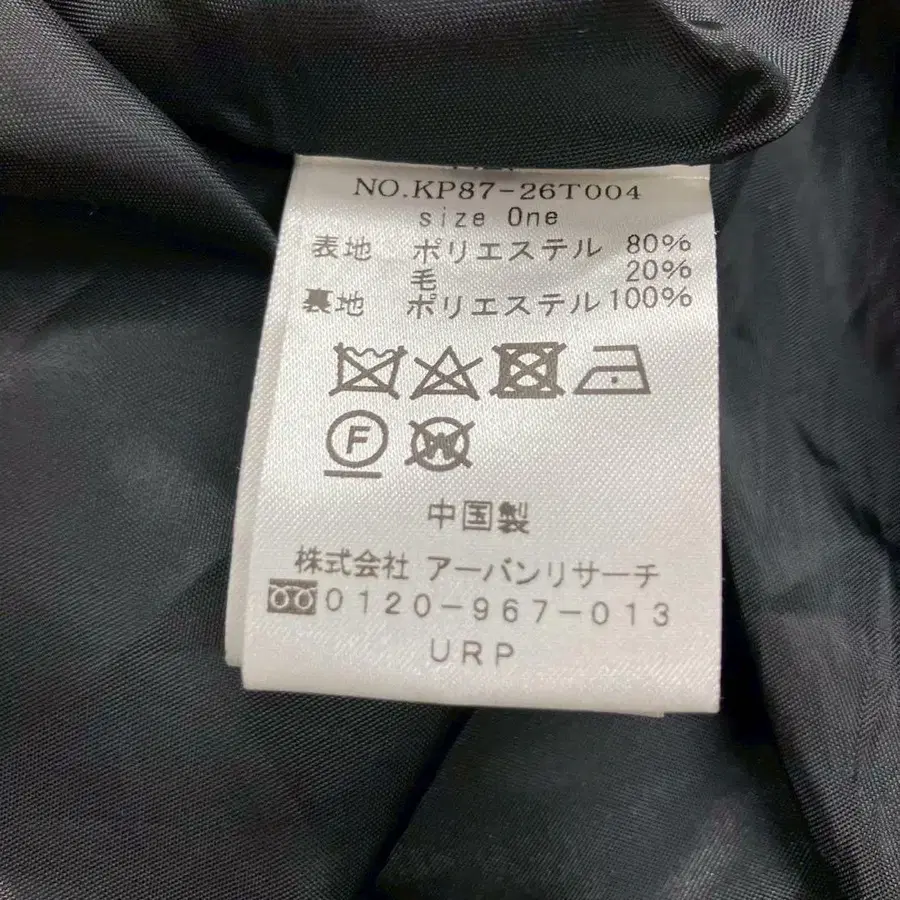 NO.KP87-26T004
size One
表地 ポリエステル 80%
毛 20%
裏地 ポリエステル 100%
F
W
中国製
株式会社 アーバンリサーチ
0120-967-013
URP